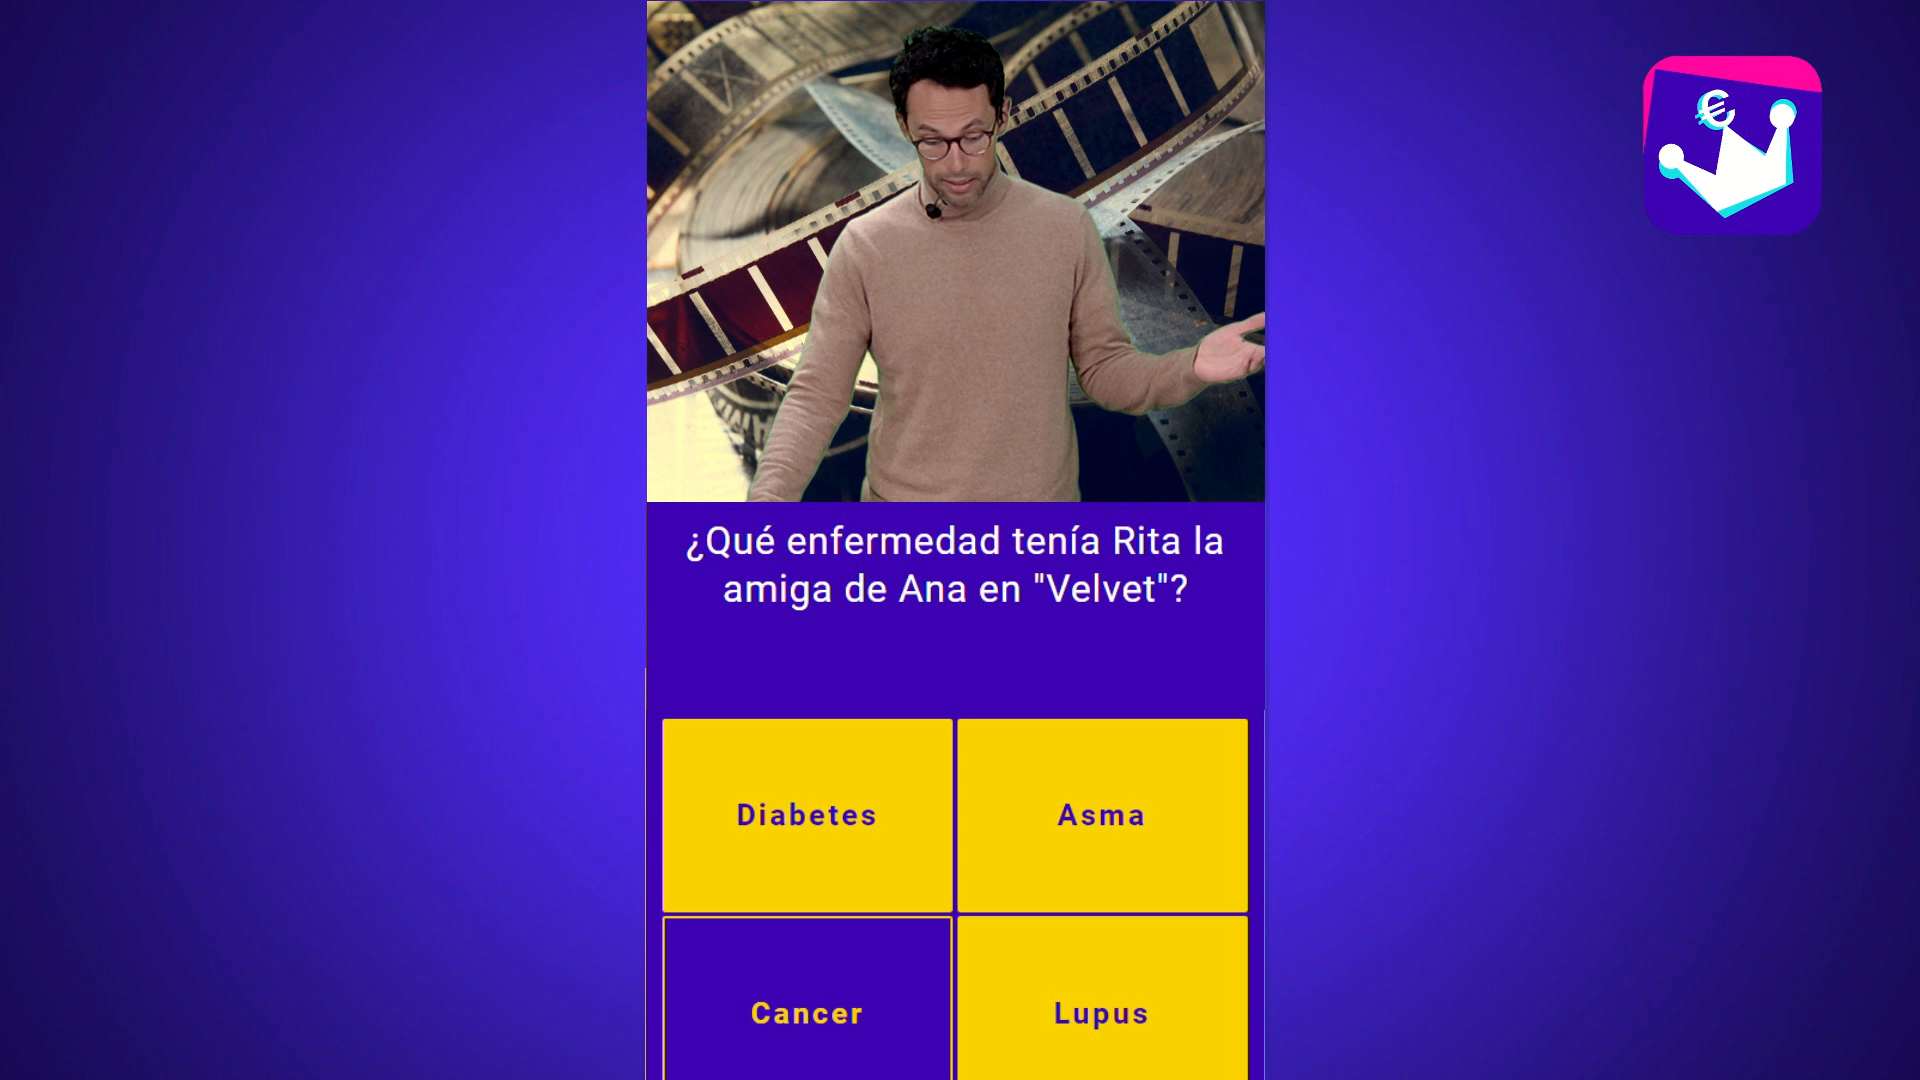 ¿Qué enfermedad tenía Rita la
amiga de Ana en "Velvet"?
Diabetes
Asma
Cancer
Lupus
€